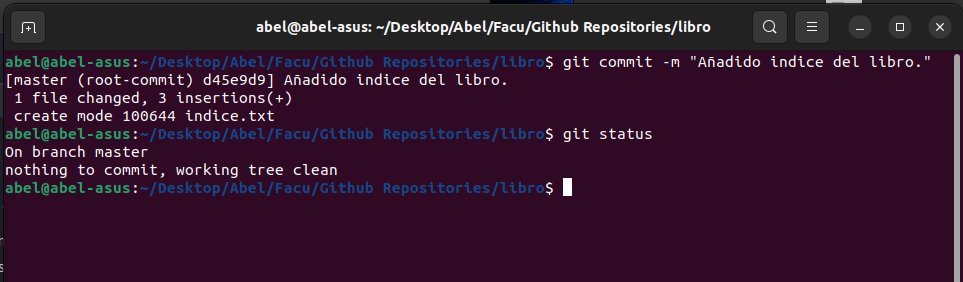 abel@abel-asus: ~/Desktop/Abel/Facu/Github Repositories/libro
abel@abel-asus:~/Desktop/Abel/Facu/Github Repositories/libro$ git commit -m "Añadido indice del libro."
[master (root-commit) d45e9d9] Añadido indice del libro.
 1 file changed, 3 insertions(+)
 create mode 100644 indice.txt
abel@abel-asus:~/Desktop/Abel/Facu/Github Repositories/libro$ git status
On branch master
nothing to commit, working tree clean
abel@abel-asus:~/Desktop/Abel/Facu/Github Repositories/libro$